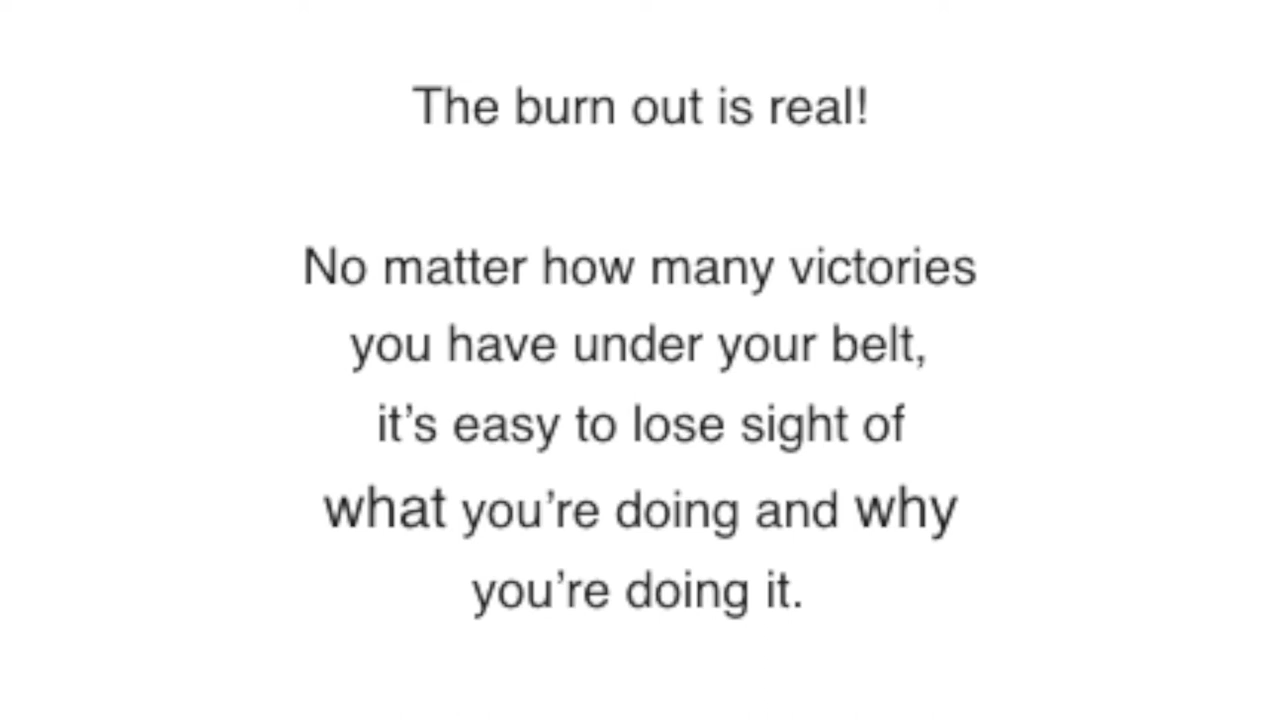 The burn out is real!
No matter how many victories
you have under your belt,
it’s easy to lose sight of
what you’re doing and why
you’re doing it.